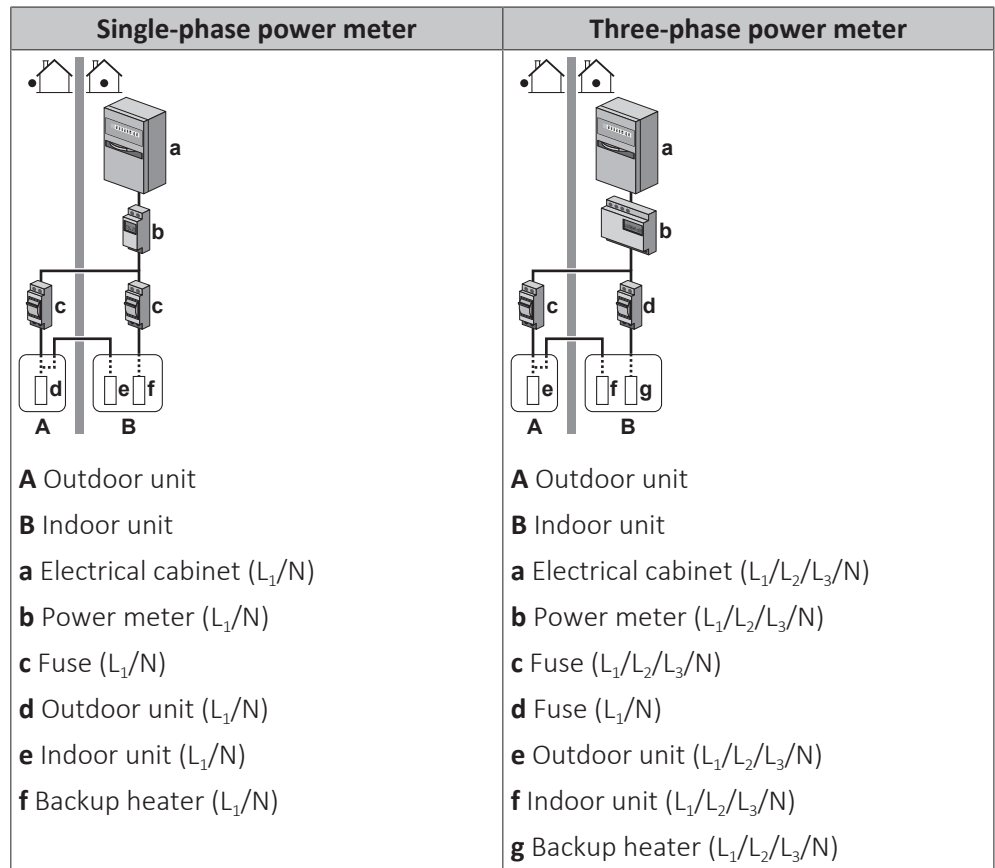 Single-phase power meter
Three-phase power meter
a
b
c
c
d
e
f
A
B
a
b
c
d
e
f
g
A
B
A Outdoor unit
B Indoor unit
a Electrical cabinet (L₁/N)
b Power meter (L₁/N)
c Fuse (L₁/N)
d Outdoor unit (L₁/N)
e Indoor unit (L₁/N)
f Backup heater (L₁/N)
A Outdoor unit
B Indoor unit
a Electrical cabinet (L₁/L₂/L₃/N)
b Power meter (L₁/L₂/L₃/N)
c Fuse (L₁/L₂/L₃/N)
d Fuse (L₁/N)
e Outdoor unit (L₁/L₂/L₃/N)
f Indoor unit (L₁/L₂/L₃/N)
g Backup heater (L₁/L₂/L₃/N)